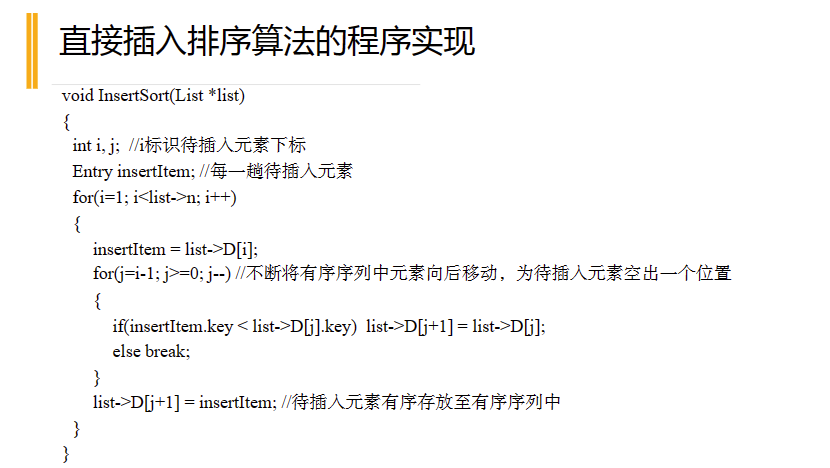 直接插入排序算法的程序实现
void InsertSort(List *list)
{
int i, j; //i标识待插入元素下标
Entry insertItem; //每一趟待插入元素
for(i=1; i<list->n; i++)
{
insertItem = list->D[i];
for(j=i-1; j>=0; j--) //不断将有序序列中元素向后移动，为待插入元素空出一个位置
{
if(insertItem.key < list->D[j].key) list->D[j+1] = list->D[j];
else break;
}
list->D[j+1] = insertItem; //待插入元素有序存放至有序序列中
}
}